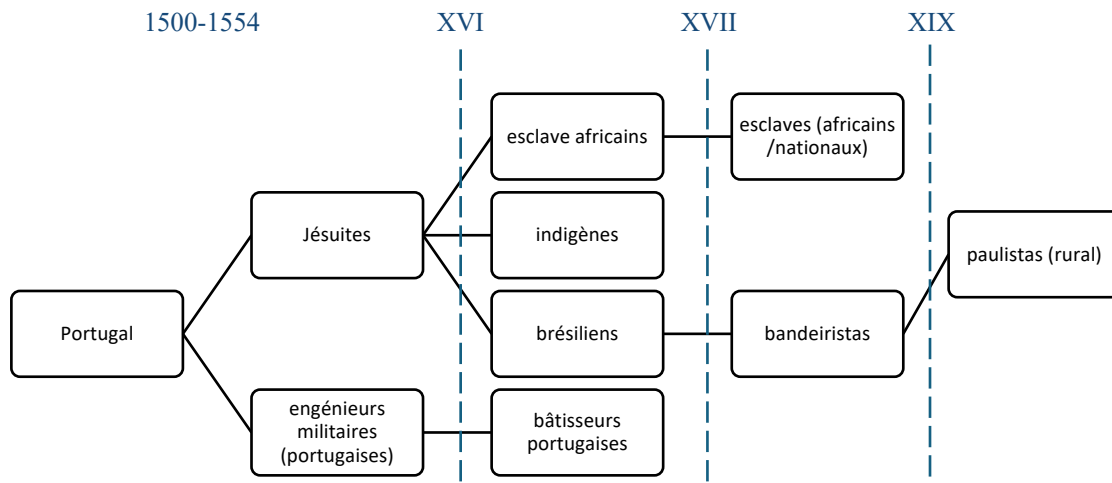 1500-1554
XVI
XVII
XIX
Portugal
Jésuites
engénieurs
militaires
(portugaises)
esclave africains
indigènes
brésiliens
bâtisseurs
portugaises
esclaves (africains
/nationaux)
bandeiristas
paulistas (rural)